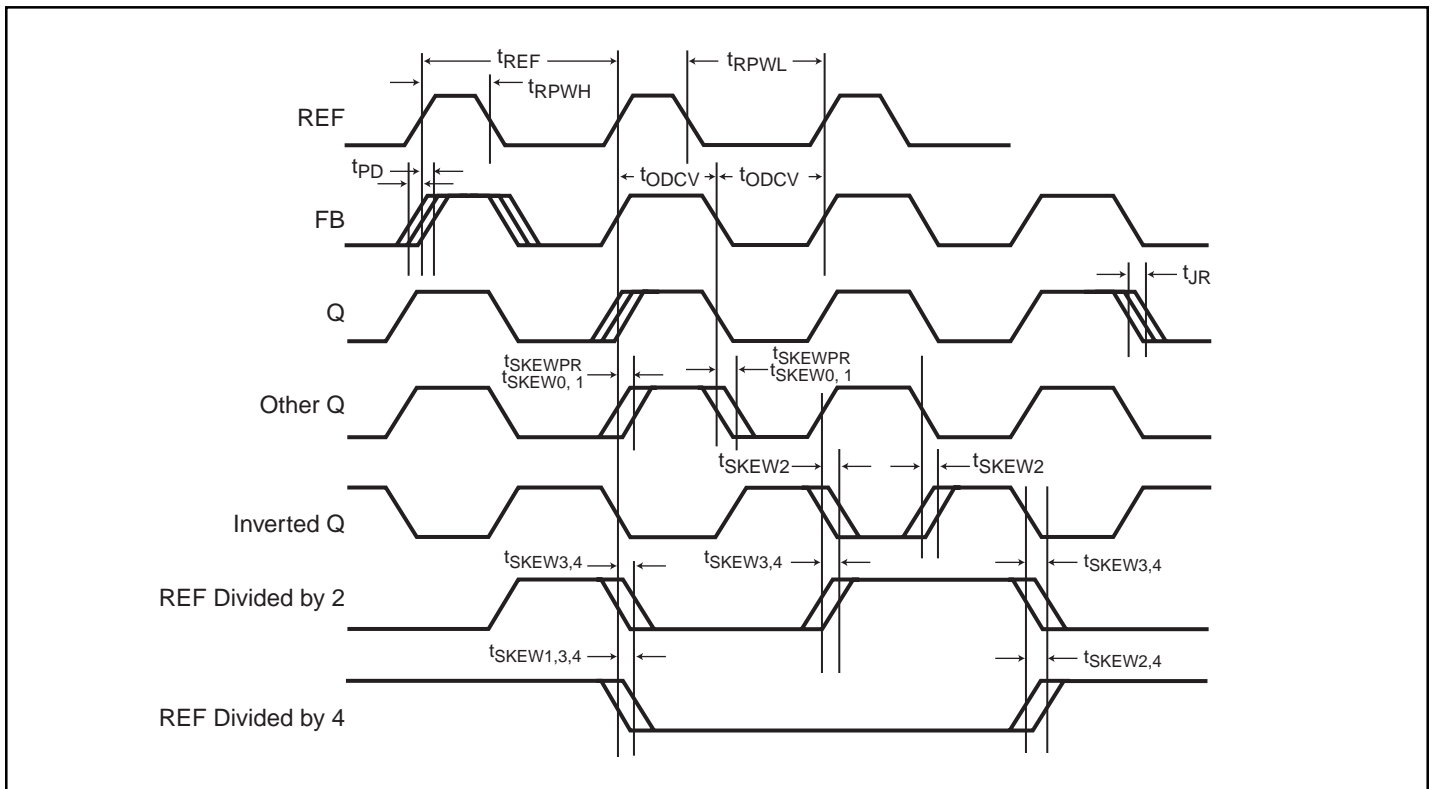 tREF
tRPWL
tRPWH
REF
tPD
tODCV
tODCV
FB
tJR
Q
tSKEWPR
tSKEW0, 1
tSKEWPR
tSKEW0, 1
Other Q
tSKEW2
tSKEW2
Inverted Q
tSKEW3,4
tSKEW3,4
tSKEW3,4
REF Divided by 2
tSKEW1,3,4
tSKEW2,4
REF Divided by 4